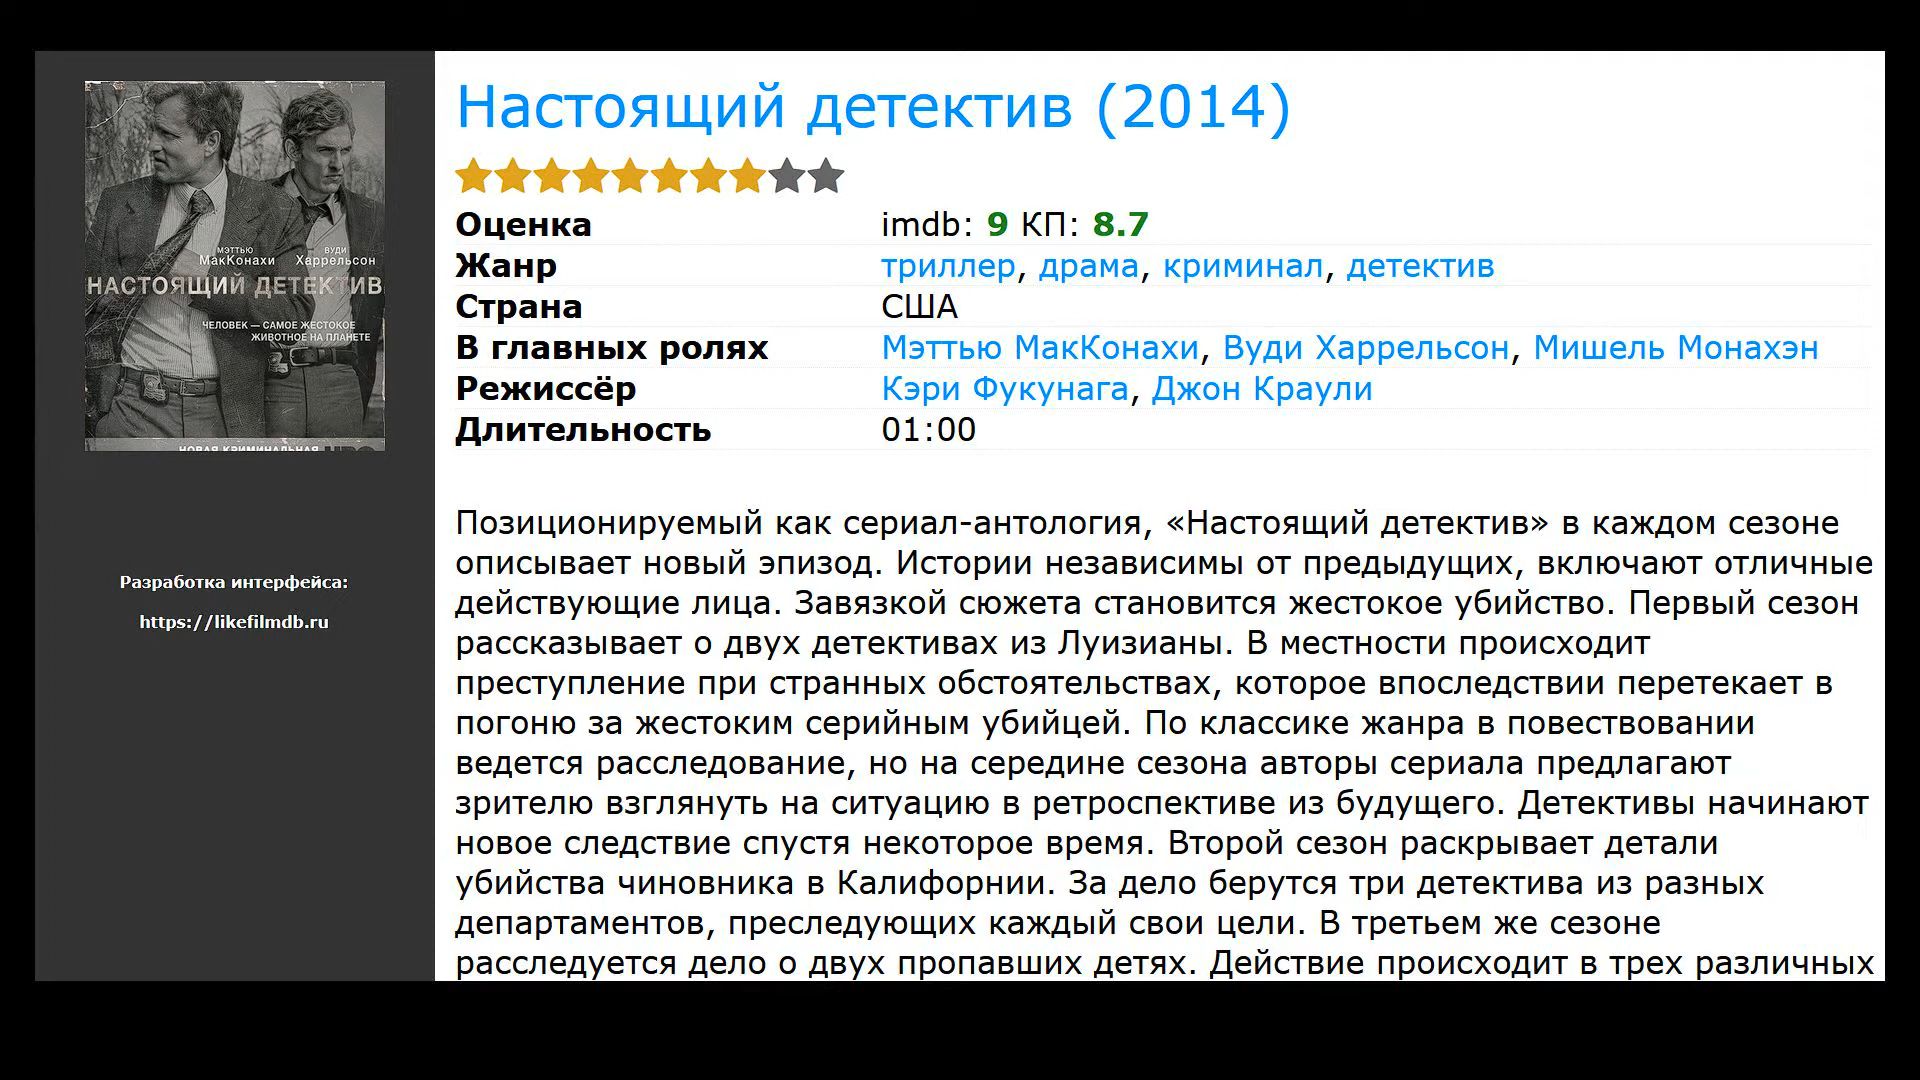 МЭТТЬЮ ВУДИ
МакКонахи Харрельсон
НАСТОЯЩИЙ ДЕТЕКТИВ
ЧЕЛОВЕК — САМОЕ ЖЕСТОКОЕ
ЖИВОТНОЕ НА ПЛАНЕТЕ
НОВАЯ КРИМИНАЛЬНАЯ HBO
Разработка интерфейса:
https://likefilmdb.ru
Настоящий детектив (2014)
Оценка imdb: 9 КП: 8.7
Жанр триллер, драма, криминал, детектив
Страна США
В главных ролях Мэттью МакКонахи, Вуди Харрельсон, Мишель Монахэн
Режиссёр Кэри Фукунага, Джон Краули
Длительность 01:00
Позиционируемый как сериал-антология, «Настоящий детектив» в каждом сезоне
описывает новый эпизод. Истории независимы от предыдущих, включают отличные
действующие лица. Завязкой сюжета становится жестокое убийство. Первый сезон
рассказывает о двух детективах из Луизианы. В местности происходит
преступление при странных обстоятельствах, которое впоследствии перетекает в
погоню за жестоким серийным убийцей. По классике жанра в повествовании
ведется расследование, но на середине сезона авторы сериала предлагают
зрителю взглянуть на ситуацию в ретроспективе из будущего. Детективы начинают
новое следствие спустя некоторое время. Второй сезон раскрывает детали
убийства чиновника в Калифорнии. За дело берутся три детектива из разных
департаментов, преследующих каждый свои цели. В третьем же сезоне
расследуется дело о двух пропавших детях. Действие происходит в трех различных